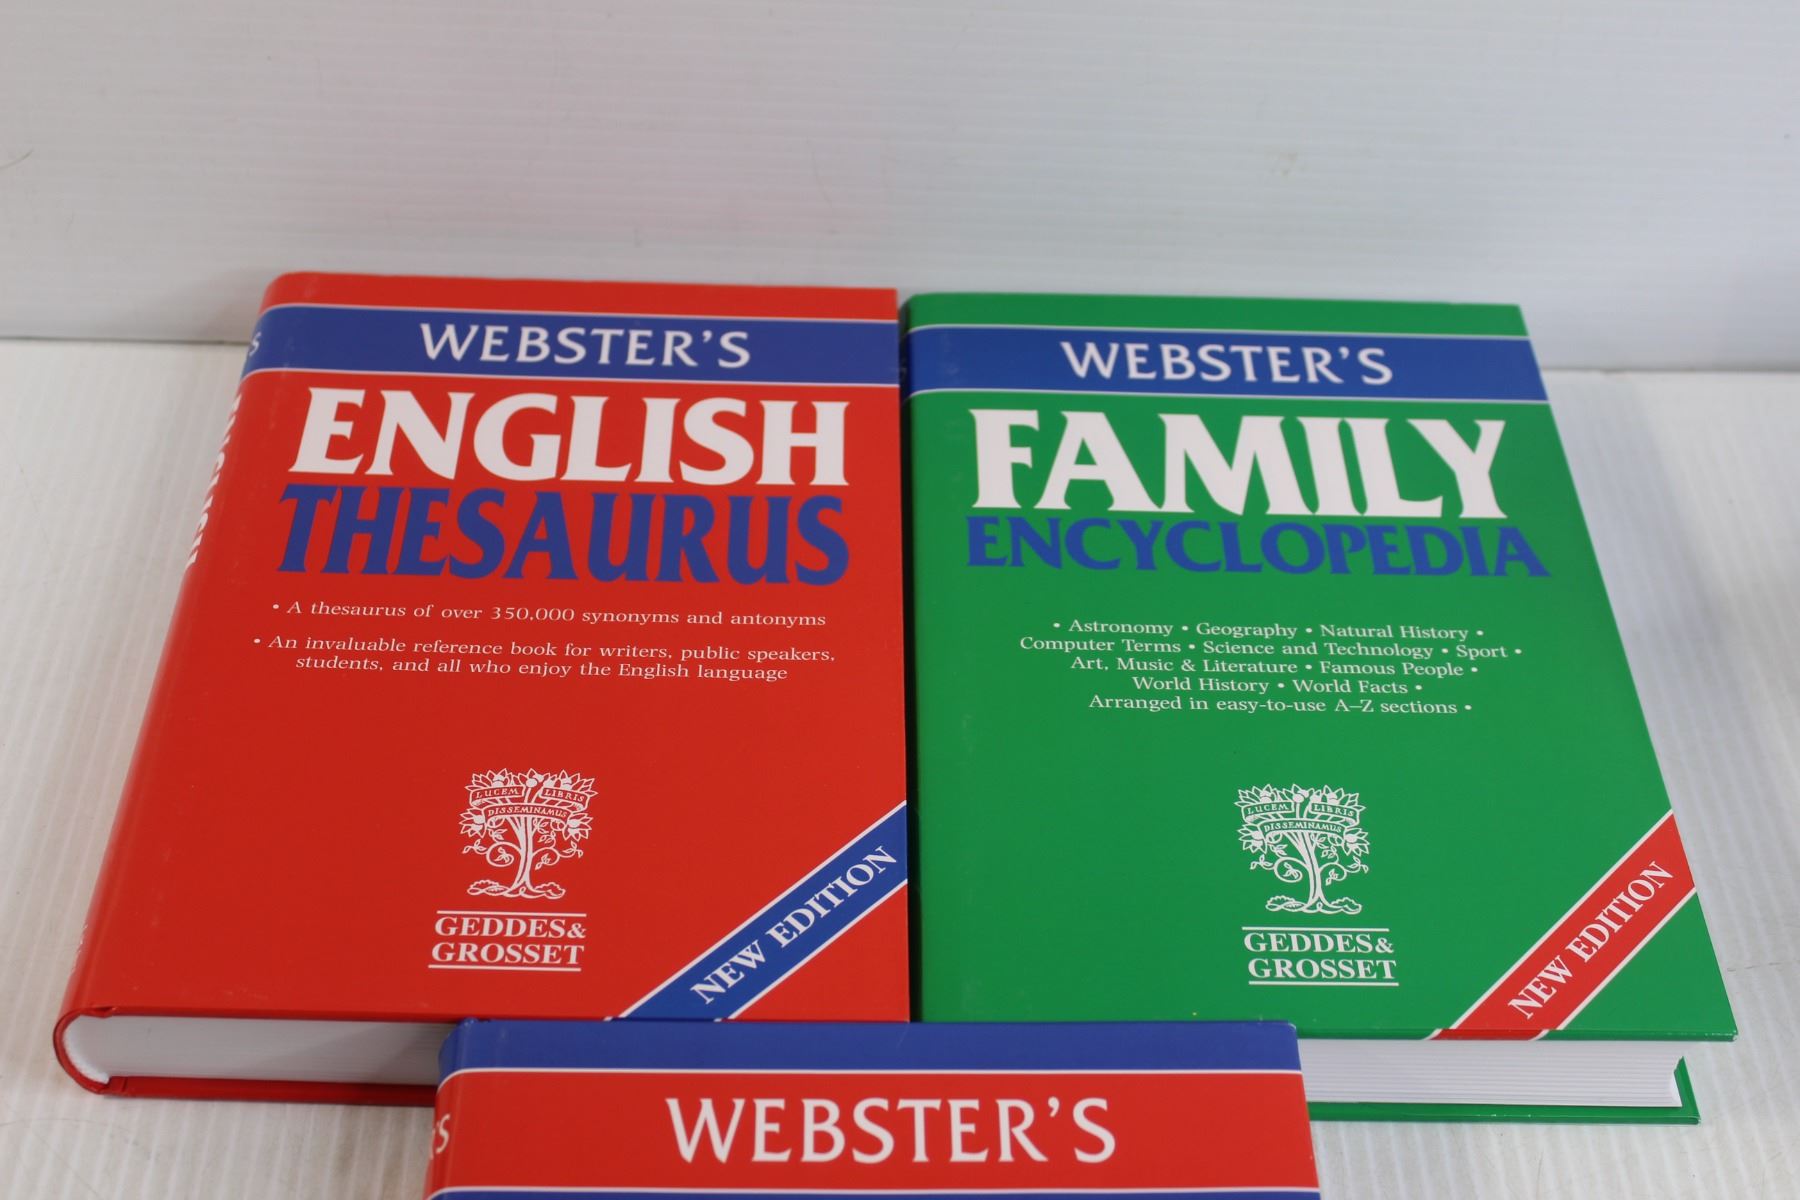 WEBSTER'S
ENGLISH
THESAURUS
• A thesaurus of over 350,000 synonyms and antonyms
• An invaluable reference book for writers, public speakers,
students, and all who enjoy the English language
LUCEM LIBRIS
DISSEMINAMUS
GEDDES&
GROSSET
NEW EDITION
WEBSTER'S
FAMILY
ENCYCLOPEDIA
• Astronomy • Geography • Natural History •
Computer Terms • Science and Technology • Sport •
Art, Music & Literature • Famous People •
World History • World Facts •
Arranged in easy-to-use A–Z sections •
LUCEM LIBRIS
DISSEMINAMUS
GEDDES&
GROSSET
NEW EDITION
WEBSTER'S